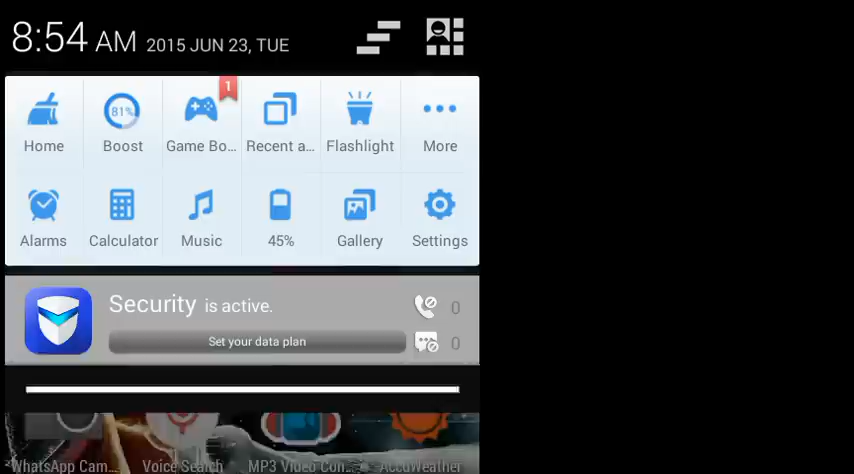 8:54 AM 2015 JUN 23, TUE
81%
1
Home Boost Game Bo... Recent a... Flashlight More
Alarms Calculator Music 45% Gallery Settings
Security is active. 0
Set your data plan 0
WhatsApp Cam... Voice Search MP3 Video Con... AccuWeather